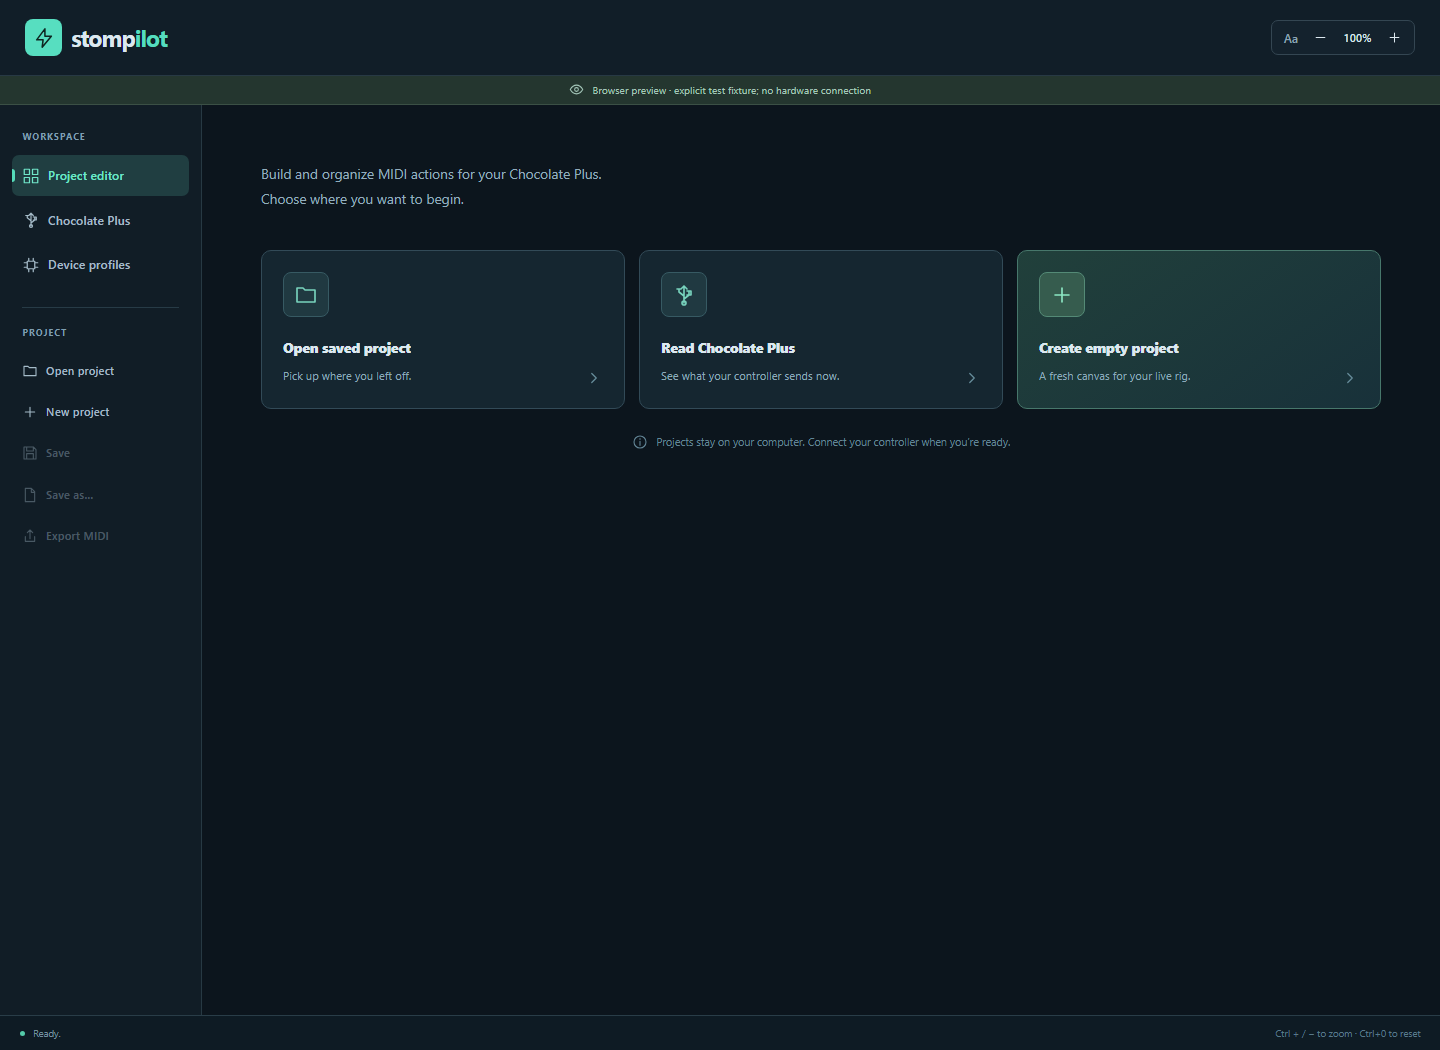 stompilot
Aa − 100% +
Browser preview · explicit test fixture; no hardware connection
WORKSPACE
Project editor
Chocolate Plus
Device profiles
PROJECT
Open project
New project
Save
Save as...
Export MIDI
Build and organize MIDI actions for your Chocolate Plus.
Choose where you want to begin.
Open saved project
Pick up where you left off.
Read Chocolate Plus
See what your controller sends now.
Create empty project
A fresh canvas for your live rig.
Projects stay on your computer. Connect your controller when you're ready.
Ready.
Ctrl + / − to zoom · Ctrl+0 to reset